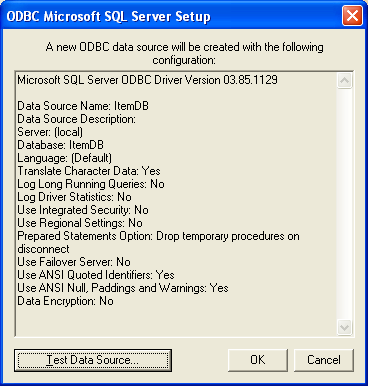 ODBC Microsoft SQL Server Setup
A new ODBC data source will be created with the following
configuration:
Microsoft SQL Server ODBC Driver Version 03.85.1129
Data Source Name: ItemDB
Data Source Description:
Server: (local)
Database: ItemDB
Language: (Default)
Translate Character Data: Yes
Log Long Running Queries: No
Log Driver Statistics: No
Use Integrated Security: No
Use Regional Settings: No
Prepared Statements Option: Drop temporary procedures on
disconnect
Use Failover Server: No
Use ANSI Quoted Identifiers: Yes
Use ANSI Null, Paddings and Warnings: Yes
Data Encryption: No
Test Data Source... OK Cancel